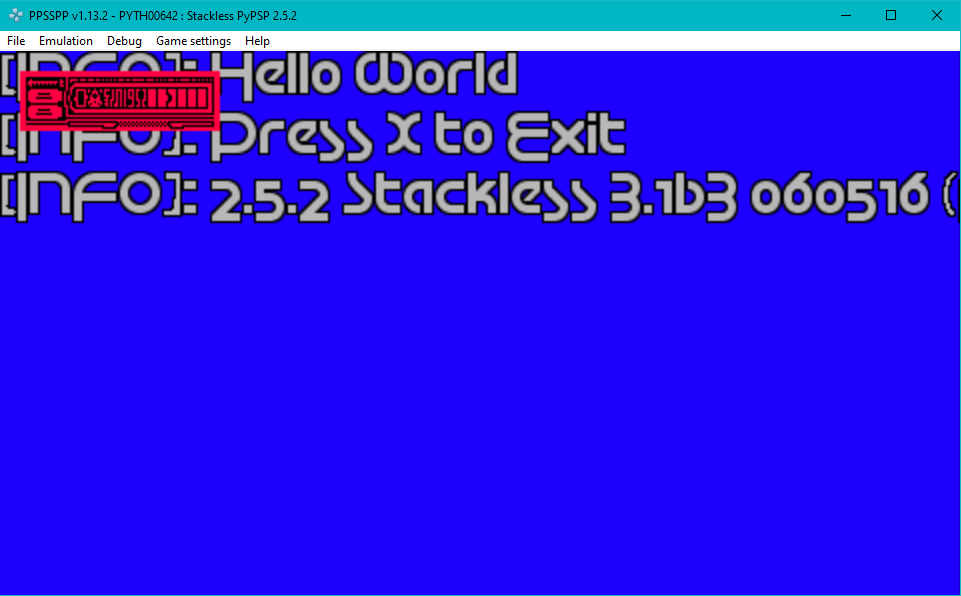 PPSSPP v1.13.2 - PYTH00642 : Stackless PyPSP 2.5.2
File Emulation Debug Game settings Help
[INFO]: Hello World
[INFO]: Press X to Exit
[INFO]: 2.5.2 Stackless 3.1b3 060516 (